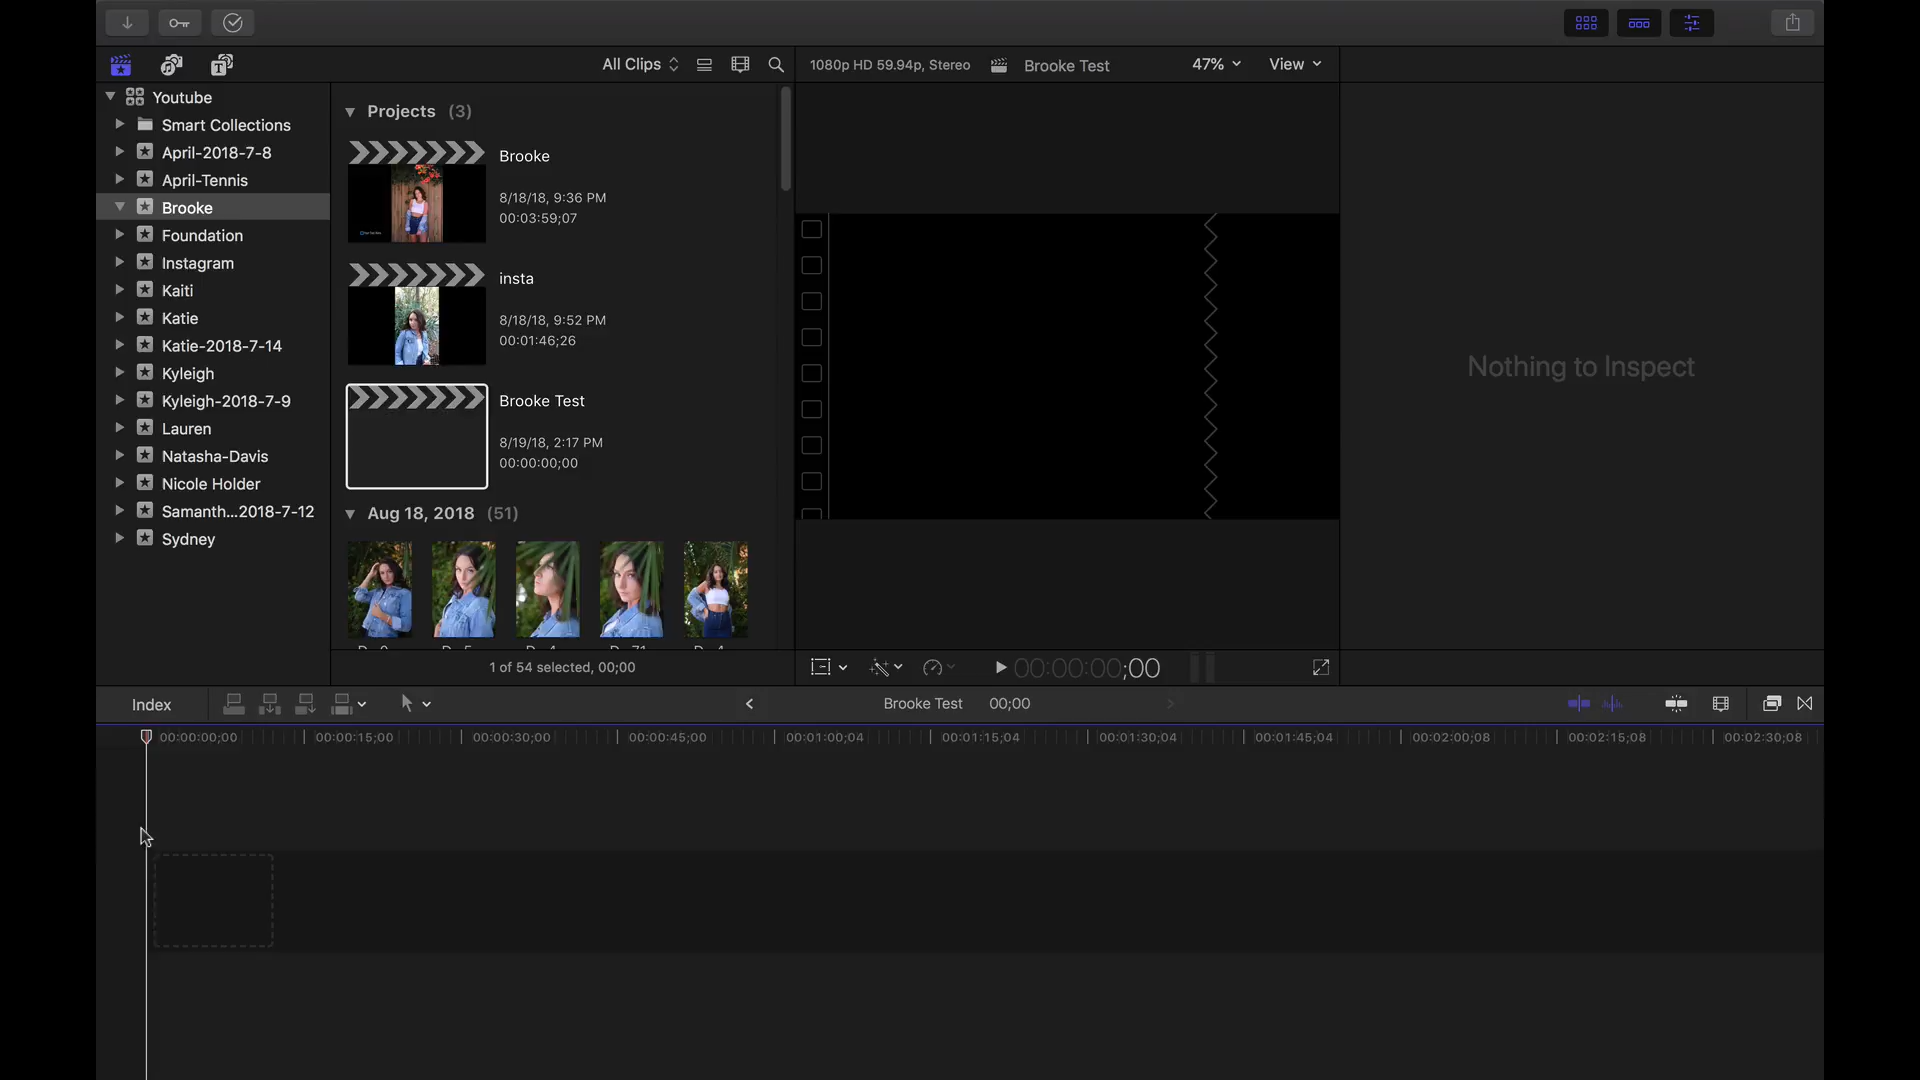 All Clips
1080p HD 59.94p, Stereo
Brooke Test
47%
View
Youtube
Smart Collections
April-2018-7-8
April-Tennis
Brooke
Foundation
Instagram
Kaiti
Katie
Katie-2018-7-14
Kyleigh
Kyleigh-2018-7-9
Lauren
Natasha-Davis
Nicole Holder
Samanth...2018-7-12
Sydney
Projects (3)
Brooke
8/18/18, 9:36 PM
00:03:59;07
insta
8/18/18, 9:52 PM
00:01:46;26
Brooke Test
8/19/18, 2:17 PM
00:00:00;00
Aug 18, 2018 (51)
1 of 54 selected, 00;00
Nothing to Inspect
00:00:00;00
Index
Brooke Test 00;00
00:00:00;00 00:00:15;00 00:00:30;00 00:00:45;00 00:01:00;04 00:01:15;04 00:01:30;04 00:01:45;04 00:02:00;08 00:02:15;08 00:02:30;08